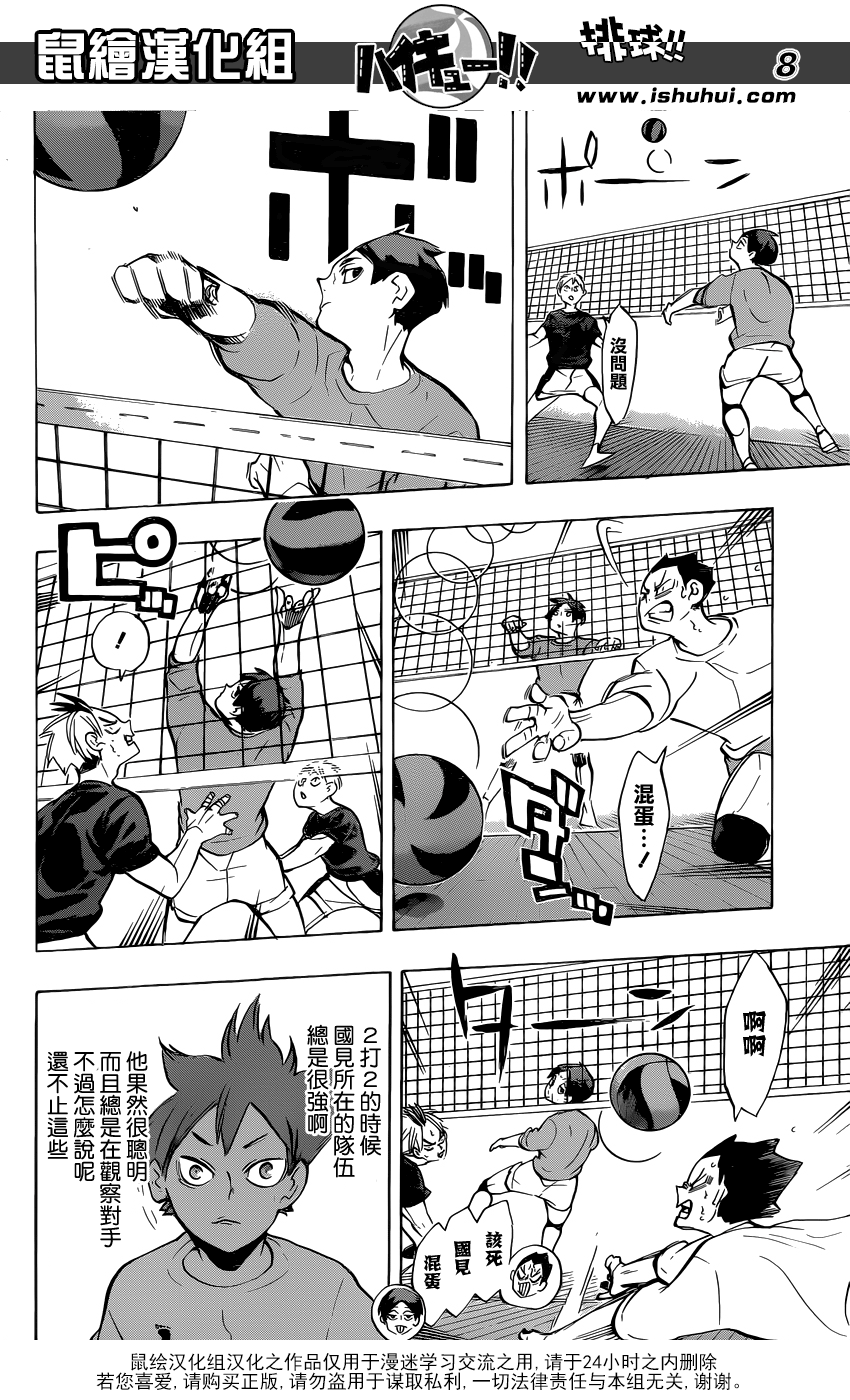 鼠繪漢化組
ハイキュー!!
排球!!
8
www.ishuhui.com
ポーン
沒問題
ボッ
混蛋…!
ピッ
!
啊啊
ターン
該死
國見
混蛋
2打2的時候
國見所在的隊伍
總是很強啊
他果然很聰明
而且總是在觀察對手
不過怎麼說呢
還不止這些
鼠绘汉化组汉化之作品仅用于漫迷学习交流之用,请于24小时之内删除
若您喜爱,请购买正版,请勿盗用于谋取私利,一切法律责任与本组无关,谢谢。